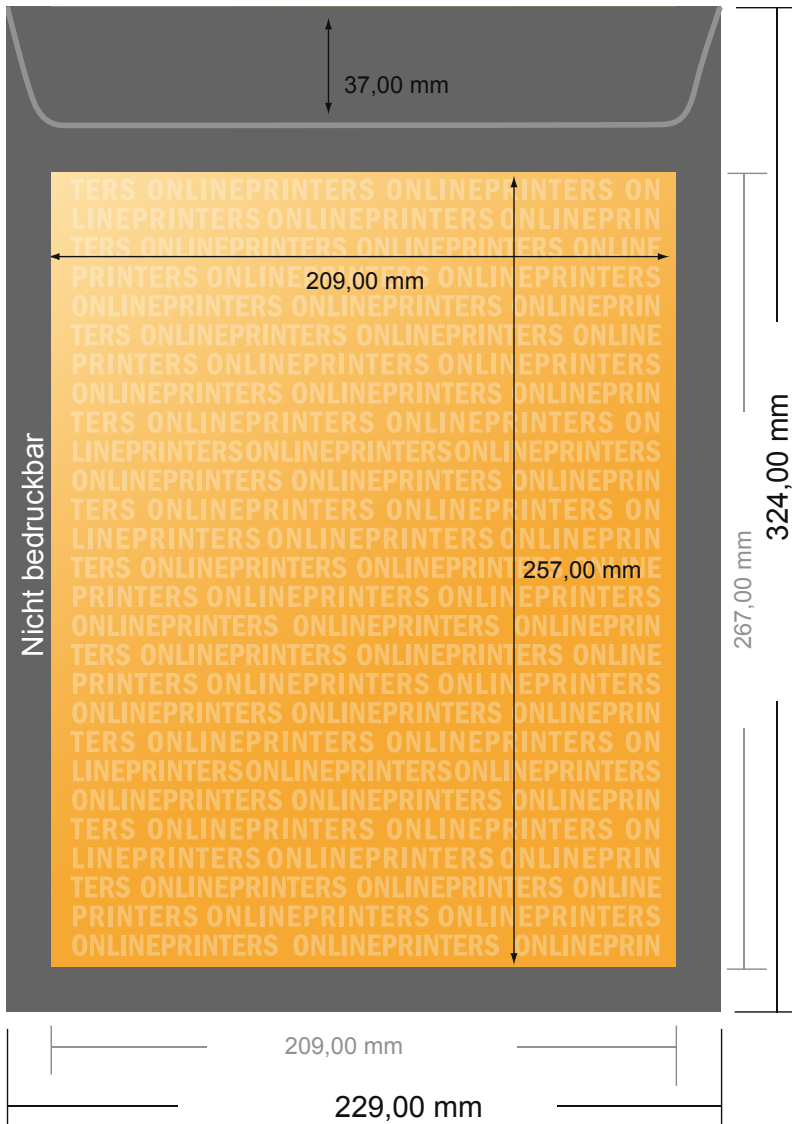 37,00 mm
TERS ONLINEPRINTERS ONLINEPRINTERS ON
LINEPRINTERS ONLINEPRINTERS ONLINEPRIN
TERS ONLINEPRINTERS ONLINEPRINTERS ONLINE
PRINTERS ONLINEPRINTERS ONLINEPRINTERS
209,00 mm
ONLINEPRINTERS ONLINEPRINTERS ONLINEPRIN
TERS ONLINEPRINTERS ONLINEPRINTERS ONLINE
PRINTERS ONLINEPRINTERS ONLINEPRINTERS
ONLINEPRINTERS ONLINEPRINTERS ONLINEPRIN
TERS ONLINEPRINTERS ONLINEPRINTERS ON
LINEPRINTERSONLINEPRINTERSONLINEPRINTERS
ONLINEPRINTERS ONLINEPRINTERS ONLINEPRIN
TERS ONLINEPRINTERS ONLINEPRINTERS ON
LINEPRINTERS ONLINEPRINTERS ONLINEPRIN
TERS ONLINEPRINTERS ONLINEPRINTERS ONLINE
257,00 mm
PRINTERS ONLINEPRINTERS ONLINEPRINTERS
ONLINEPRINTERS ONLINEPRINTERS ONLINEPRIN
TERS ONLINEPRINTERS ONLINEPRINTERS ONLINE
PRINTERS ONLINEPRINTERS ONLINEPRINTERS
ONLINEPRINTERS ONLINEPRINTERS ONLINEPRIN
TERS ONLINEPRINTERS ONLINEPRINTERS ON
LINEPRINTERSONLINEPRINTERSONLINEPRINTERS
ONLINEPRINTERS ONLINEPRINTERS ONLINEPRIN
TERS ONLINEPRINTERS ONLINEPRINTERS ON
LINEPRINTERS ONLINEPRINTERS ONLINEPRIN
TERS ONLINEPRINTERS ONLINEPRINTERS ONLINE
PRINTERS ONLINEPRINTERS ONLINEPRINTERS
ONLINEPRINTERS ONLINEPRINTERS ONLINEPRIN
Nicht bedruckbar
267,00 mm
324,00 mm
209,00 mm
229,00 mm